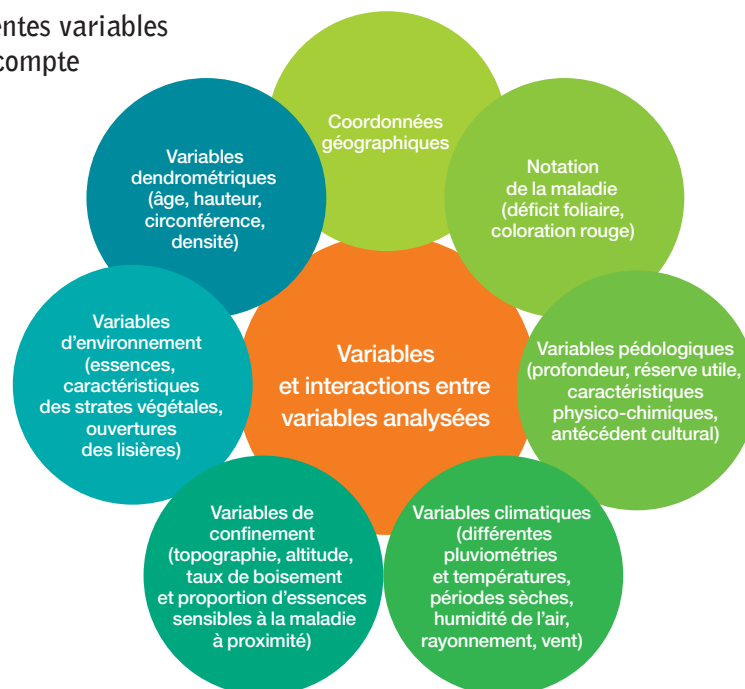 entes variables
compte
Coordonnées
géographiques
Notation
de la maladie
(déficit foliaire,
coloration rouge)
Variables pédologiques
(profondeur, réserve utile,
caractéristiques
physico-chimiques,
antécédent cultural)
Variables climatiques
(différentes
pluviométries
et températures,
périodes sèches,
humidité de l'air,
rayonnement, vent)
Variables de
confinement
(topographie, altitude,
taux de boisement
et proportion d'essences
sensibles à la maladie
à proximité)
Variables
d'environnement
(essences,
caractéristiques
des strates végétales,
ouvertures
des lisières)
Variables
dendrométriques
(âge, hauteur,
circonférence,
densité)
Variables
et interactions entre
variables analysées